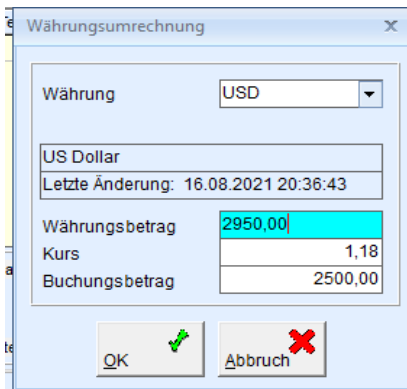 Währungsumrechnung
Währung USD
US Dollar
Letzte Änderung: 16.08.2021 20:36:43
Währungsbetrag 2950,00
Kurs 1,18
Buchungsbetrag 2500,00
OK Abbruch